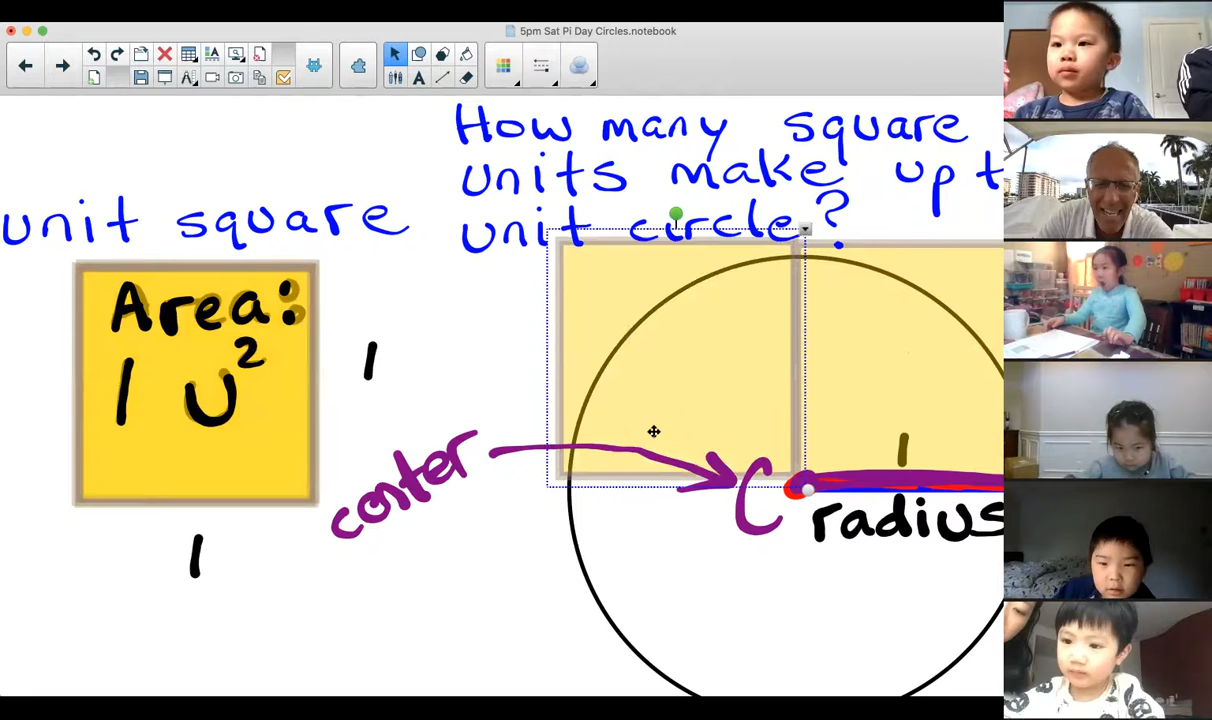 5pm Sat Pi Day Circles.notebook
How many square
units make up t
unit circle?
unit square
Area:
1 U²
1
1
center
C
1
radius